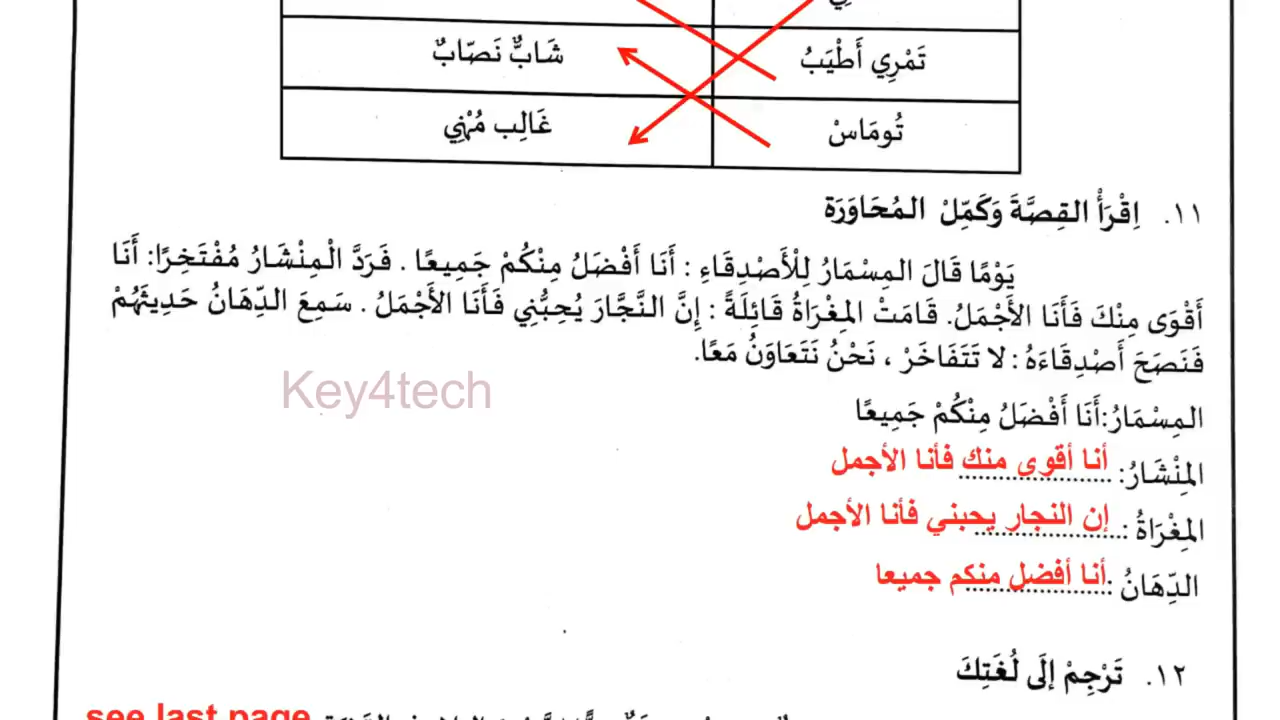 تَمْرِي أَطْيَبُ شَابٌّ نَصّابٌ
تُومَاسْ غَالِب مُهْنِي
١١. اِقْرَأْ القِصَّةَ وَكَمِّلْ المُحَاوَرَة
يَوْمًا قَالَ المِسْمَارُ لِلْأَصْدِقَاءِ : أَنَا أَفْضَلُ مِنْكُمْ جَمِيعًا . فَرَدَّ الْمِنْشَارُ مُفْتَخِرًا: أَنَا
أَقْوَى مِنْكَ فَأَنَا الأَجْمَلُ. قَامَتْ المِغْرَاةُ قَائِلَةً : إِنَّ النَّجَّارَ يُحِبُّنِي فَأَنَا الأَجْمَلُ . سَمِعَ الدِّهَانُ حَدِيثَهُمْ
فَنَصَحَ أَصْدِقَاءَهُ : لا تَتَفَاخَرْ ، نَحْنُ نَتَعَاوَنُ مَعًا.
Key4tech
المِسْمَارُ:أَنَا أَفْضَلُ مِنْكُمْ جَمِيعًا
المِنْشَارُ: أنا أقوى منك فأنا الأجمل
المِغْرَاةُ : إن النجار يحبني فأنا الأجمل
الدِّهَانُ : أنا أفضل منكم جميعا
١٢. تَرْجِمْ إِلَى لُغَتِكَ
see last page